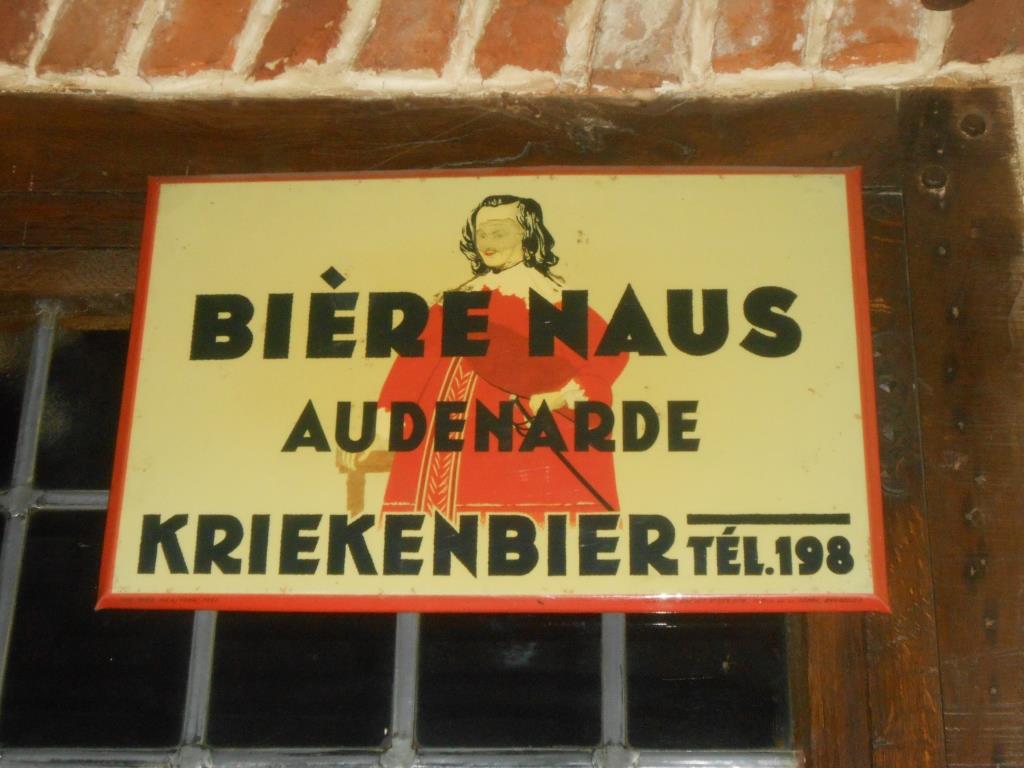 BIÈRE NAUS
AUDENARDE
KRIEKENBIER TÉL.198